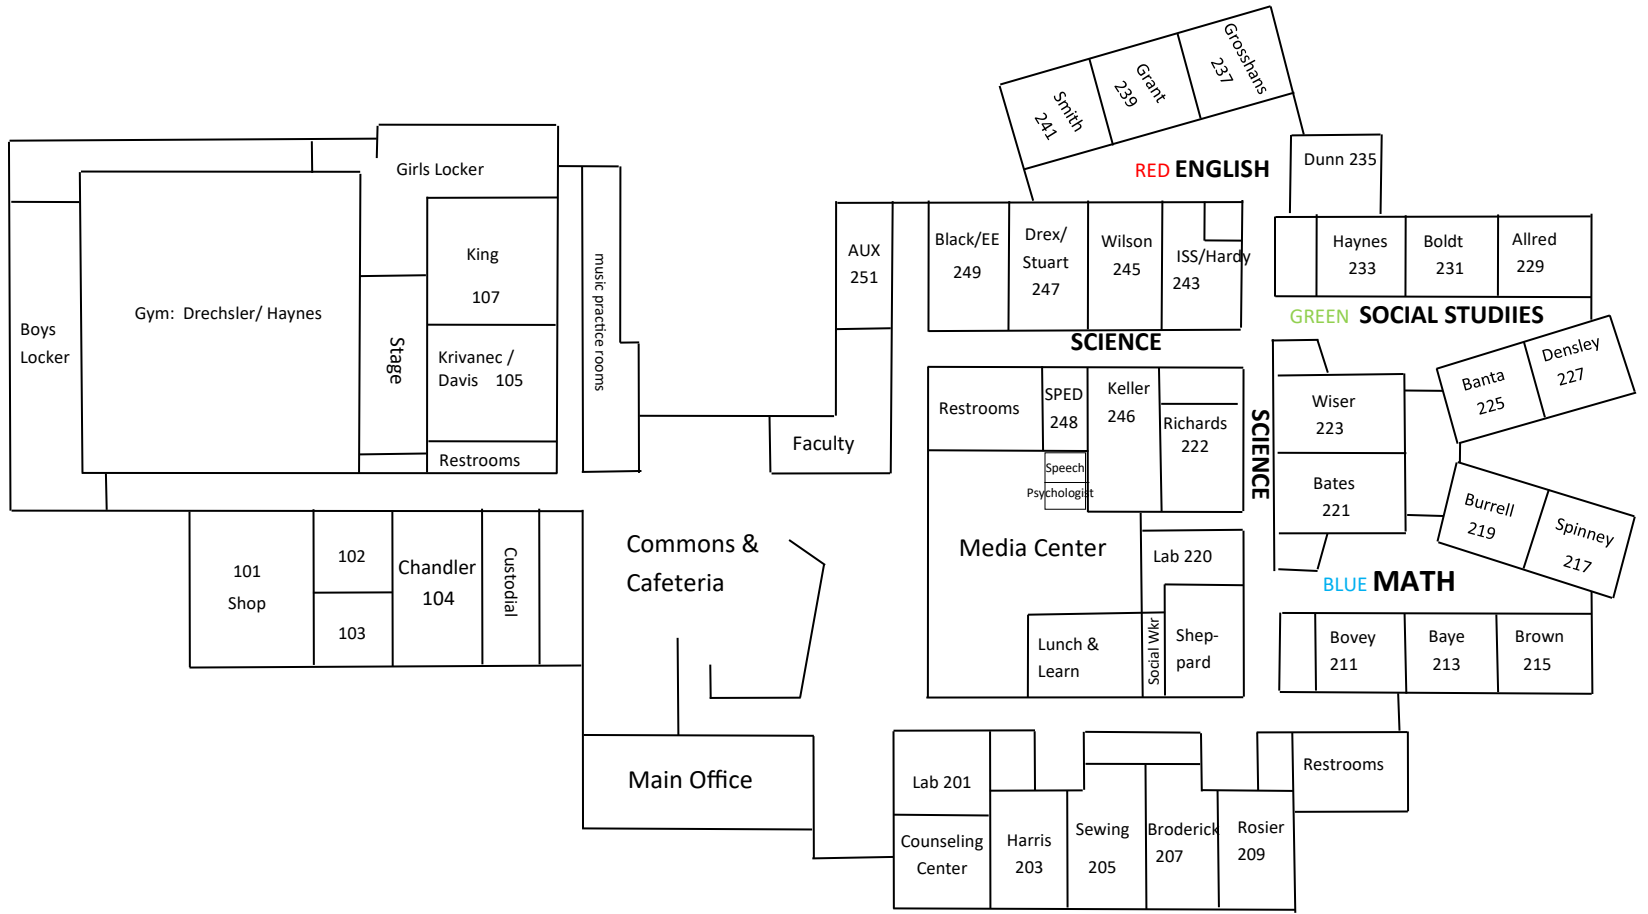 Grosshans
237
Grant
239
Smith
241
RED ENGLISH
Dunn 235
Girls Locker
King
107
music practice rooms
AUX
251
Black/EE
249
Drex/
Stuart
247
Wilson
245
ISS/Hardy
243
Haynes
233
Boldt
231
Allred
229
Gym: Drechsler/ Haynes
Boys
Locker
Stage
Krivanec /
Davis 105
Restrooms
GREEN SOCIAL STUDIIES
SCIENCE
Densley
227
Banta
225
Restrooms
SPED
248
Keller
246
Richards
222
SCIENCE
Wiser
223
Faculty
Speech
Psychologist
Bates
221
Burrell
219
Spinney
217
Commons &
Cafeteria
Media Center
Lab 220
BLUE MATH
101
Shop
102
103
Chandler
104
Custodial
Lunch &
Learn
Social Wkr
Shep-
pard
Bovey
211
Baye
213
Brown
215
Main Office
Lab 201
Restrooms
Counseling
Center
Harris
203
Sewing
205
Broderick
207
Rosier
209